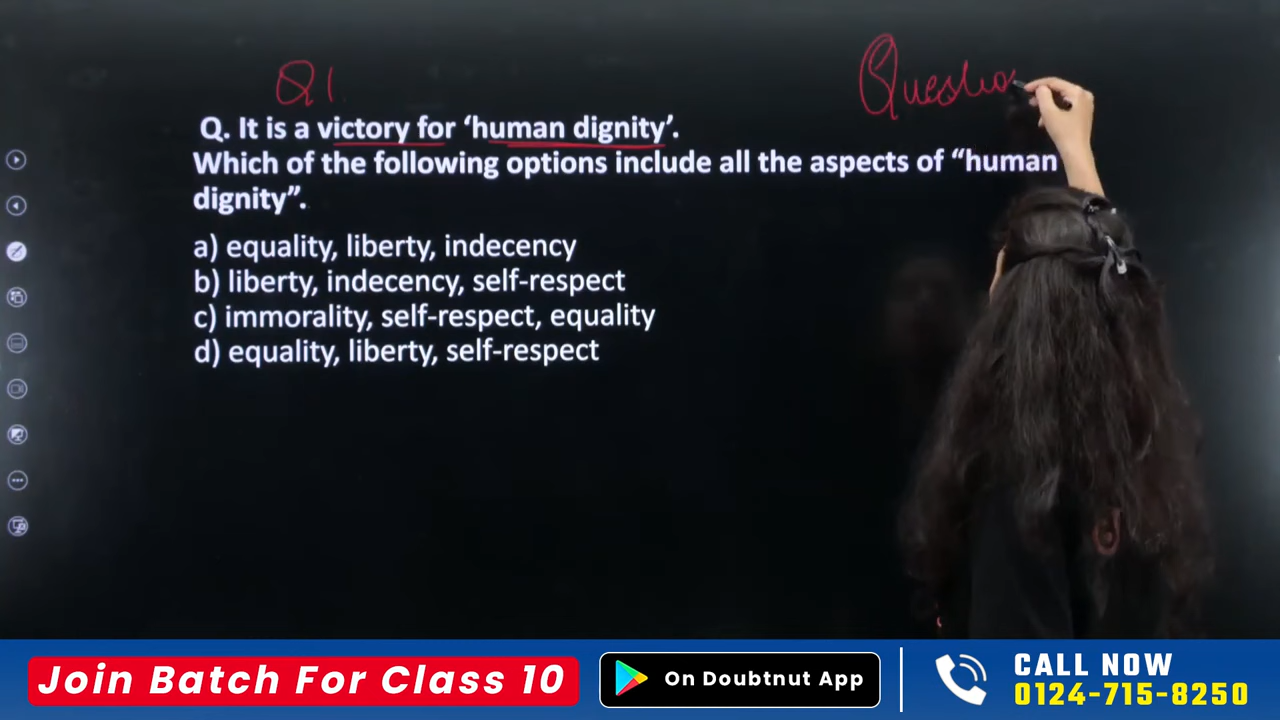 Q1
Questio
Q. It is a victory for ‘human dignity’.
Which of the following options include all the aspects of “human
dignity”.
a) equality, liberty, indecency
b) liberty, indecency, self-respect
c) immorality, self-respect, equality
d) equality, liberty, self-respect
Join Batch For Class 10
On Doubtnut App
CALL NOW
0124-715-8250